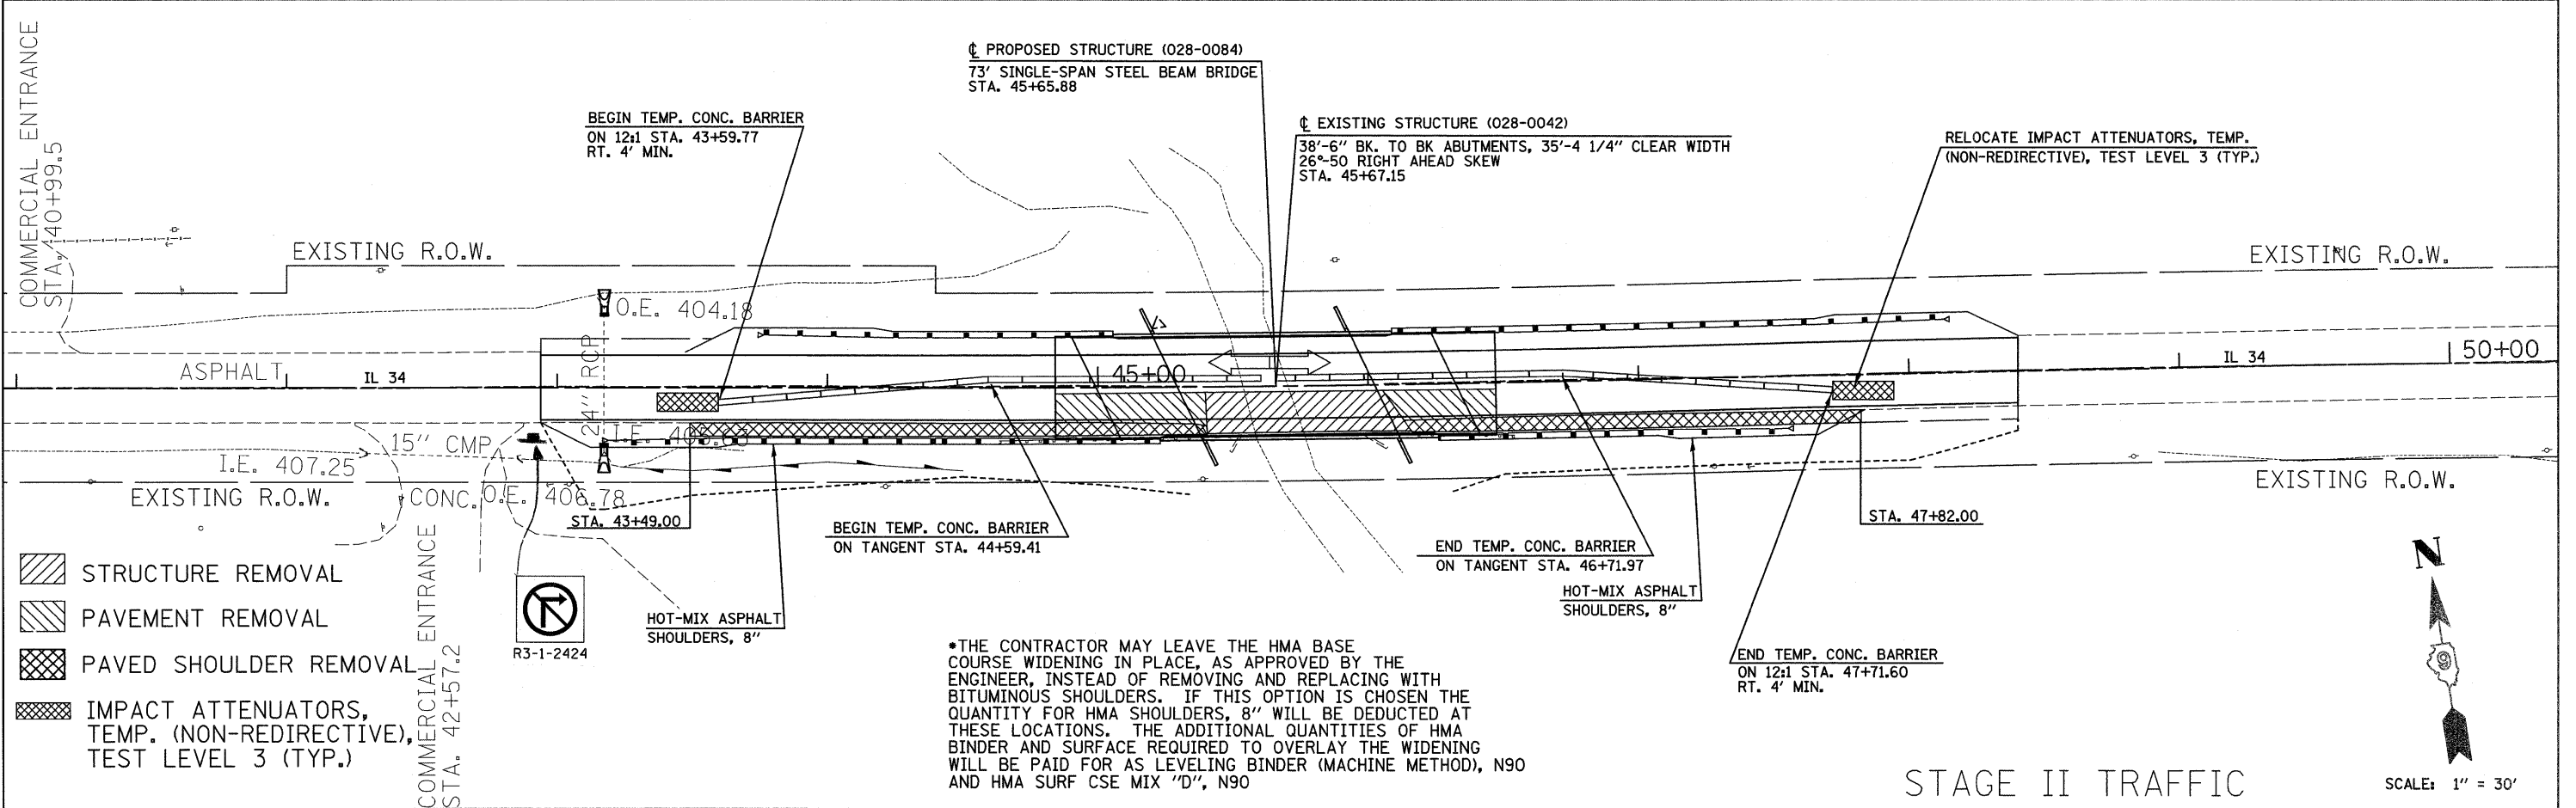 COMMERCIAL ENTRANCE
STA. 40+99.5
℄ PROPOSED STRUCTURE (028-0084)
73' SINGLE-SPAN STEEL BEAM BRIDGE
STA. 45+65.88
BEGIN TEMP. CONC. BARRIER
ON 12:1 STA. 43+59.77
RT. 4' MIN.
℄ EXISTING STRUCTURE (028-0042)
38'-6" BK. TO BK ABUTMENTS, 35'-4 1/4" CLEAR WIDTH
26°-50 RIGHT AHEAD SKEW
STA. 45+67.15
RELOCATE IMPACT ATTENUATORS, TEMP.
(NON-REDIRECTIVE), TEST LEVEL 3 (TYP.)
EXISTING R.O.W.
EXISTING R.O.W.
O.E. 404.18
24" RCP
ASPHALT
IL 34
45+00
IL 34
50+00
I.E. 405.63
15" CMP
I.E. 407.25
EXISTING R.O.W.
CONC.
O.E. 406.78
EXISTING R.O.W.
STA. 43+49.00
STA. 47+82.00
BEGIN TEMP. CONC. BARRIER
ON TANGENT STA. 44+59.41
END TEMP. CONC. BARRIER
ON TANGENT STA. 46+71.97
HOT-MIX ASPHALT
SHOULDERS, 8"
HOT-MIX ASPHALT
SHOULDERS, 8"
END TEMP. CONC. BARRIER
ON 12:1 STA. 47+71.60
RT. 4' MIN.
R3-1-2424
COMMERCIAL ENTRANCE
STA. 42+57.2
STRUCTURE REMOVAL
PAVEMENT REMOVAL
PAVED SHOULDER REMOVAL
IMPACT ATTENUATORS,
TEMP. (NON-REDIRECTIVE),
TEST LEVEL 3 (TYP.)
*THE CONTRACTOR MAY LEAVE THE HMA BASE
COURSE WIDENING IN PLACE, AS APPROVED BY THE
ENGINEER, INSTEAD OF REMOVING AND REPLACING WITH
BITUMINOUS SHOULDERS. IF THIS OPTION IS CHOSEN THE
QUANTITY FOR HMA SHOULDERS, 8" WILL BE DEDUCTED AT
THESE LOCATIONS. THE ADDITIONAL QUANTITIES OF HMA
BINDER AND SURFACE REQUIRED TO OVERLAY THE WIDENING
WILL BE PAID FOR AS LEVELING BINDER (MACHINE METHOD), N90
AND HMA SURF CSE MIX "D", N90
N
9
STAGE II TRAFFIC
SCALE: 1" = 30'